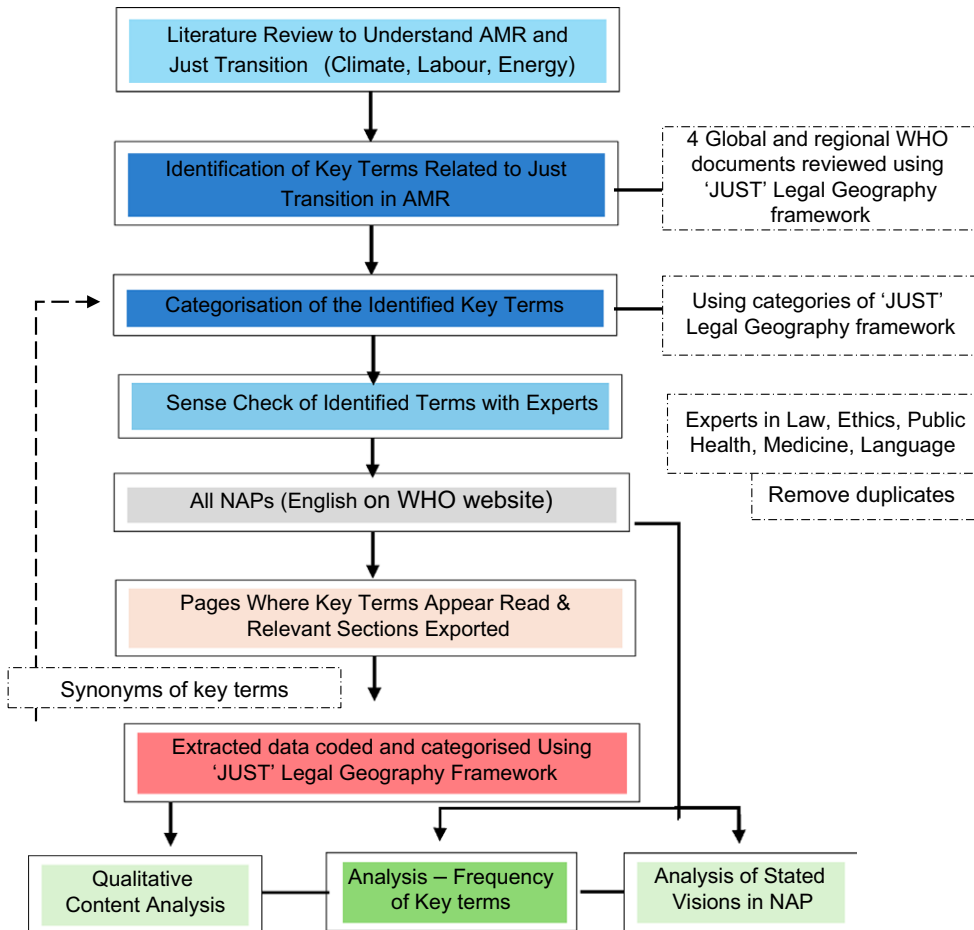 Literature Review to Understand AMR and
Just Transition (Climate, Labour, Energy)
Identification of Key Terms Related to Just
Transition in AMR
4 Global and regional WHO
documents reviewed using
‘JUST’ Legal Geography
framework
Categorisation of the Identified Key Terms
Using categories of ‘JUST’
Legal Geography framework
Sense Check of Identified Terms with Experts
Experts in Law, Ethics, Public
Health, Medicine, Language
Remove duplicates
All NAPs (English on WHO website)
Pages Where Key Terms Appear Read &
Relevant Sections Exported
Synonyms of key terms
Extracted data coded and categorised Using
‘JUST’ Legal Geography Framework
Qualitative
Content Analysis
Analysis – Frequency
of Key terms
Analysis of Stated
Visions in NAP